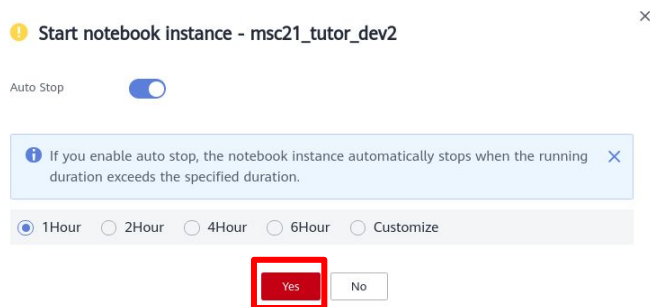 Start notebook instance - msc21_tutor_dev2
Auto Stop
If you enable auto stop, the notebook instance automatically stops when the running
duration exceeds the specified duration.
1Hour 2Hour 4Hour 6Hour Customize
Yes No